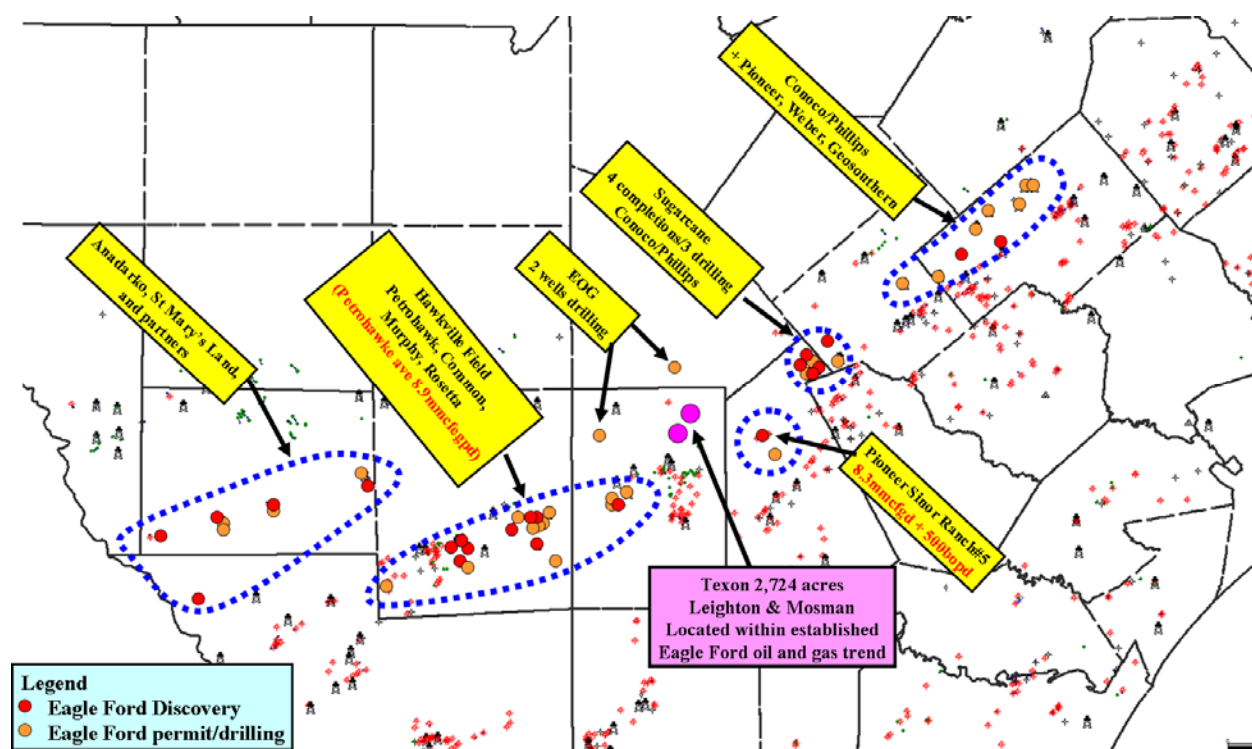 Conoco/Phillips
+ Pioneer, Weber, Geosouthern
Sugarcane
4 completions/3 drilling
Conoco/Phillips
Anadarko, St Mary's Land,
and partners
Hawkville Field
Petrohawk, Common,
Murphy, Rosetta
(Petrohawke ave 8.9mmcfegpd)
EOG
2 wells drilling
Pioneer Sinor Ranch#5
8.3mmcfgd + 500bopd
Texon 2,724 acres
Leighton & Mosman
Located within established
Eagle Ford oil and gas trend
Legend
Eagle Ford Discovery
Eagle Ford permit/drilling